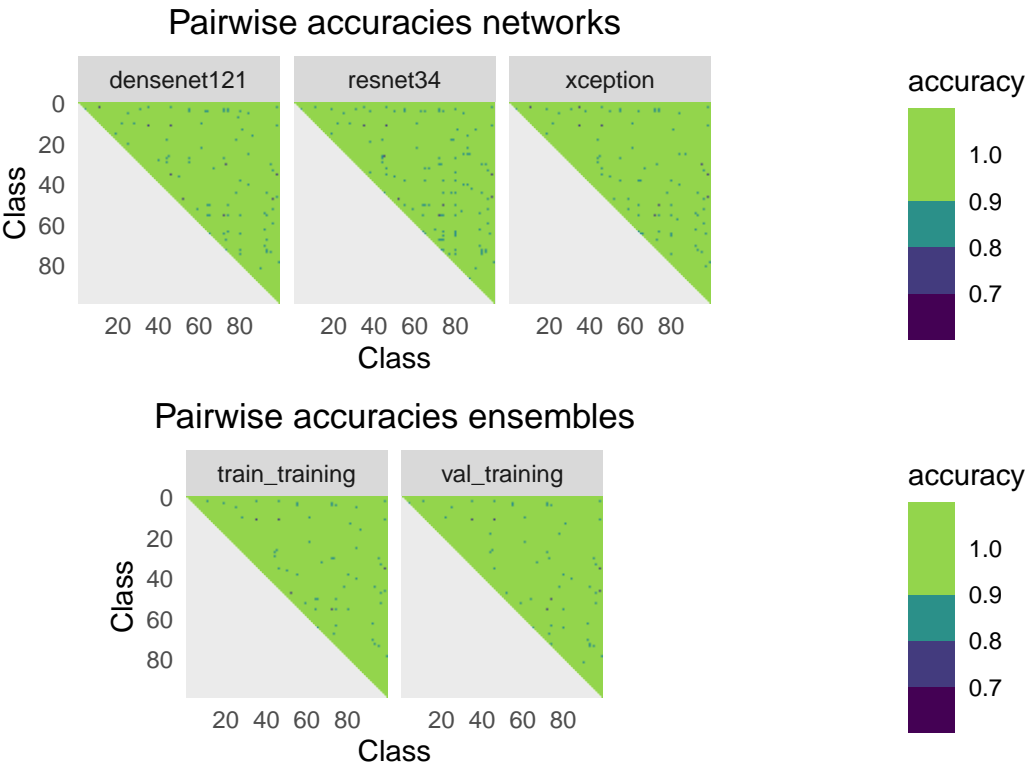 Pairwise accuracies networks
densenet121 resnet34 xception
accuracy
1.0
0.9
0.8
0.7
Class
0
20
40
60
80
20 40 60 80 20 40 60 80 20 40 60 80
Class
Pairwise accuracies ensembles
train_training val_training
accuracy
1.0
0.9
0.8
0.7
Class
0
20
40
60
80
20 40 60 80 20 40 60 80
Class